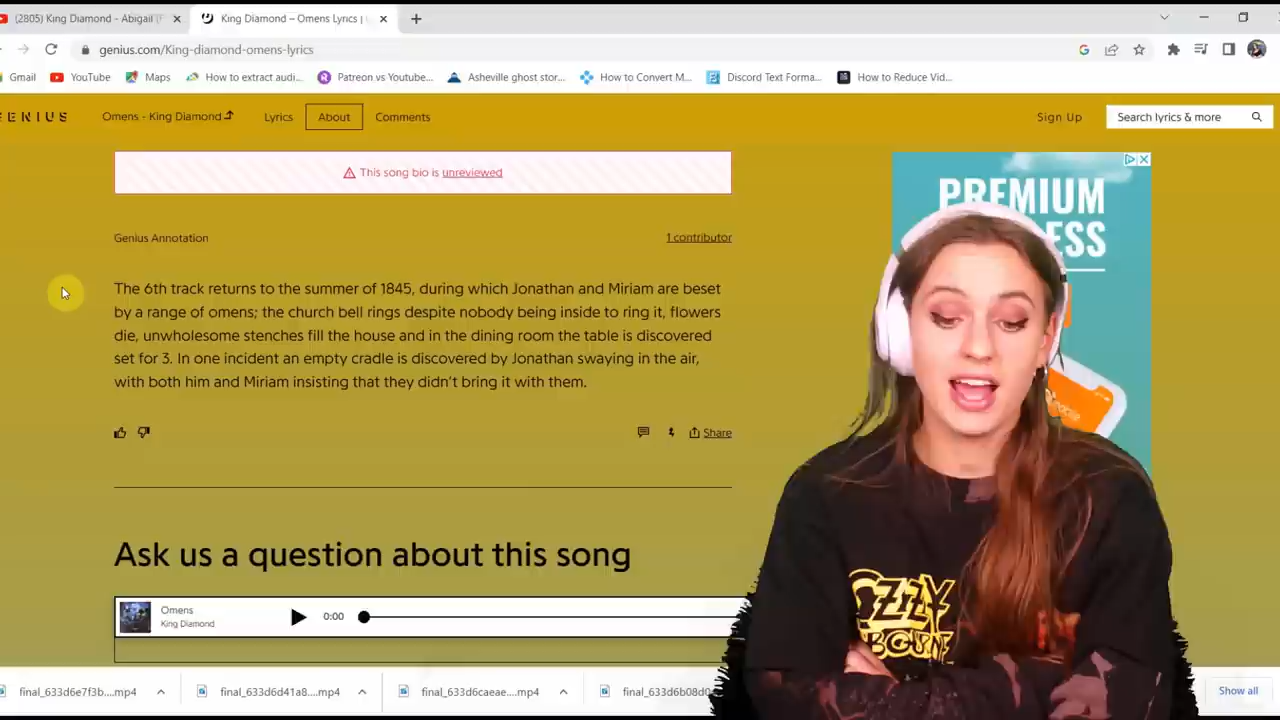 (2805) King Diamond - Abigail (F
King Diamond – Omens Lyrics |
genius.com/King-diamond-omens-lyrics
Gmail
YouTube
Maps
How to extract audi...
Patreon vs Youtube...
Asheville ghost stor...
How to Convert M...
Discord Text Forma...
How to Reduce Vid...
ENIUS
Omens - King Diamond
Lyrics
About
Comments
Sign Up
Search lyrics & more
This song bio is unreviewed
PREMIUM
ESS
Genius Annotation
1 contributor
The 6th track returns to the summer of 1845, during which Jonathan and Miriam are beset
by a range of omens; the church bell rings despite nobody being inside to ring it, flowers
die, unwholesome stenches fill the house and in the dining room the table is discovered
set for 3. In one incident an empty cradle is discovered by Jonathan swaying in the air,
with both him and Miriam insisting that they didn't bring it with them.
Share
Ask us a question about this song
Omens
King Diamond
0:00
OZZY
OSBOURNE
final_633d6e7f3b....mp4
final_633d6d41a8....mp4
final_633d6caeae....mp4
final_633d6b08d0
Show all